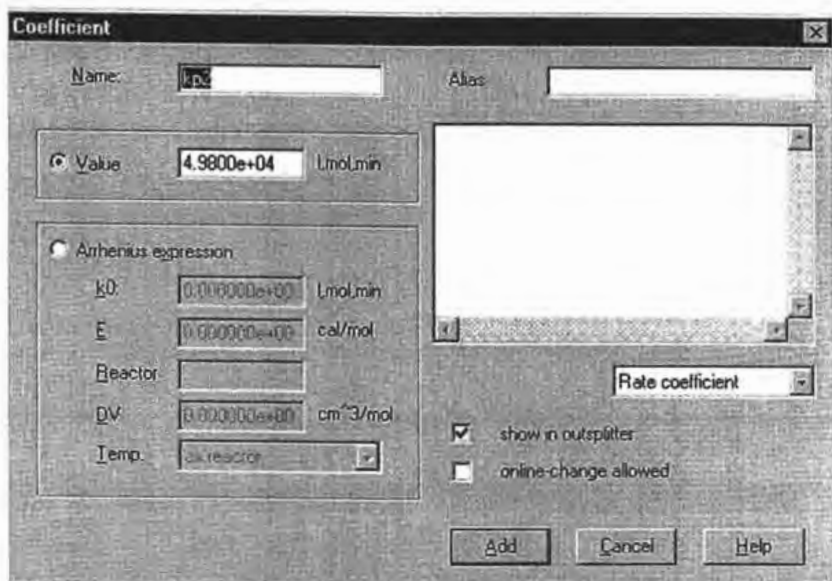 Coefficient
Name: kp2
Alias
Value 4.9800e+04 l,mol,min
Arrhenius expression
k0: 0.000000e+00 l,mol,min
E 0.000000e+00 cal/mol
Reactor
DV 0.000000e+00 cm^3/mol
Temp. as reactor
Rate coefficient
show in outsplitter
online-change allowed
Add Cancel Help